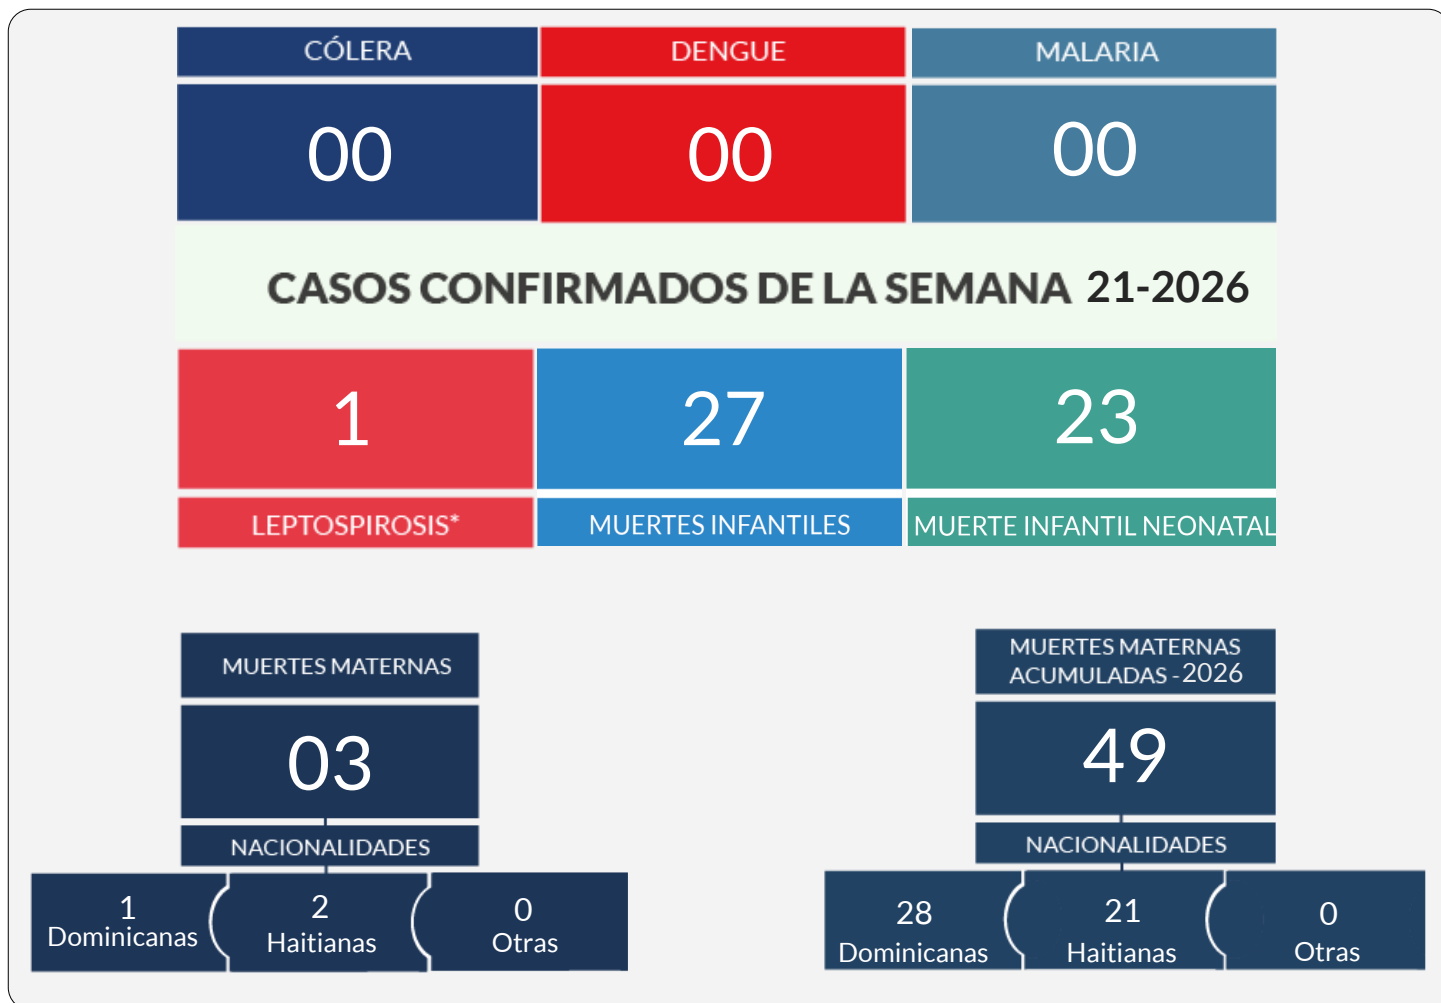 CÓLERA
DENGUE
MALARIA
00
00
00
CASOS CONFIRMADOS DE LA SEMANA 21-2026
1
27
23
LEPTOSPIROSIS*
MUERTES INFANTILES
MUERTE INFANTIL NEONATAL
MUERTES MATERNAS
03
NACIONALIDADES
1
Dominicanas
2
Haitianas
0
Otras
MUERTES MATERNAS
ACUMULADAS - 2026
49
NACIONALIDADES
28
Dominicanas
21
Haitianas
0
Otras